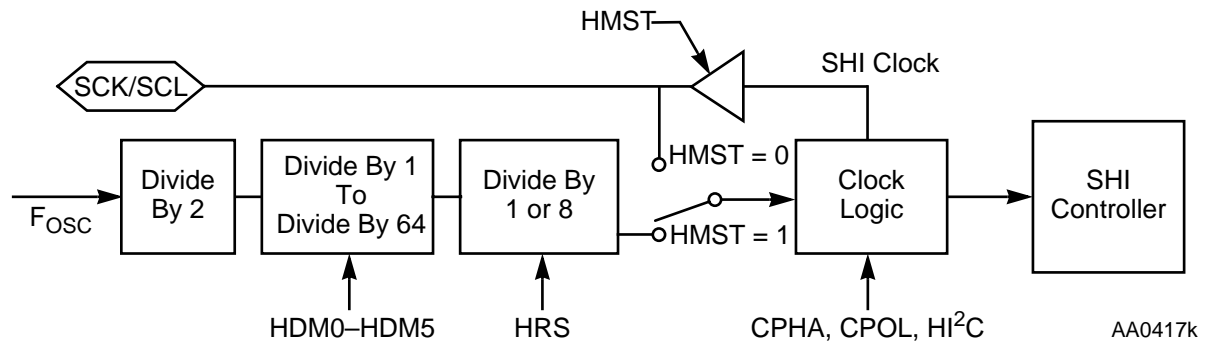 HMST
SCK/SCL
SHI Clock
HMST = 0
Divide
By 2
Divide By 1
To
Divide By 64
Divide By
1 or 8
Clock
Logic
SHI
Controller
FOSC
HMST = 1
HDM0–HDM5
HRS
CPHA, CPOL, HI²C
AA0417k